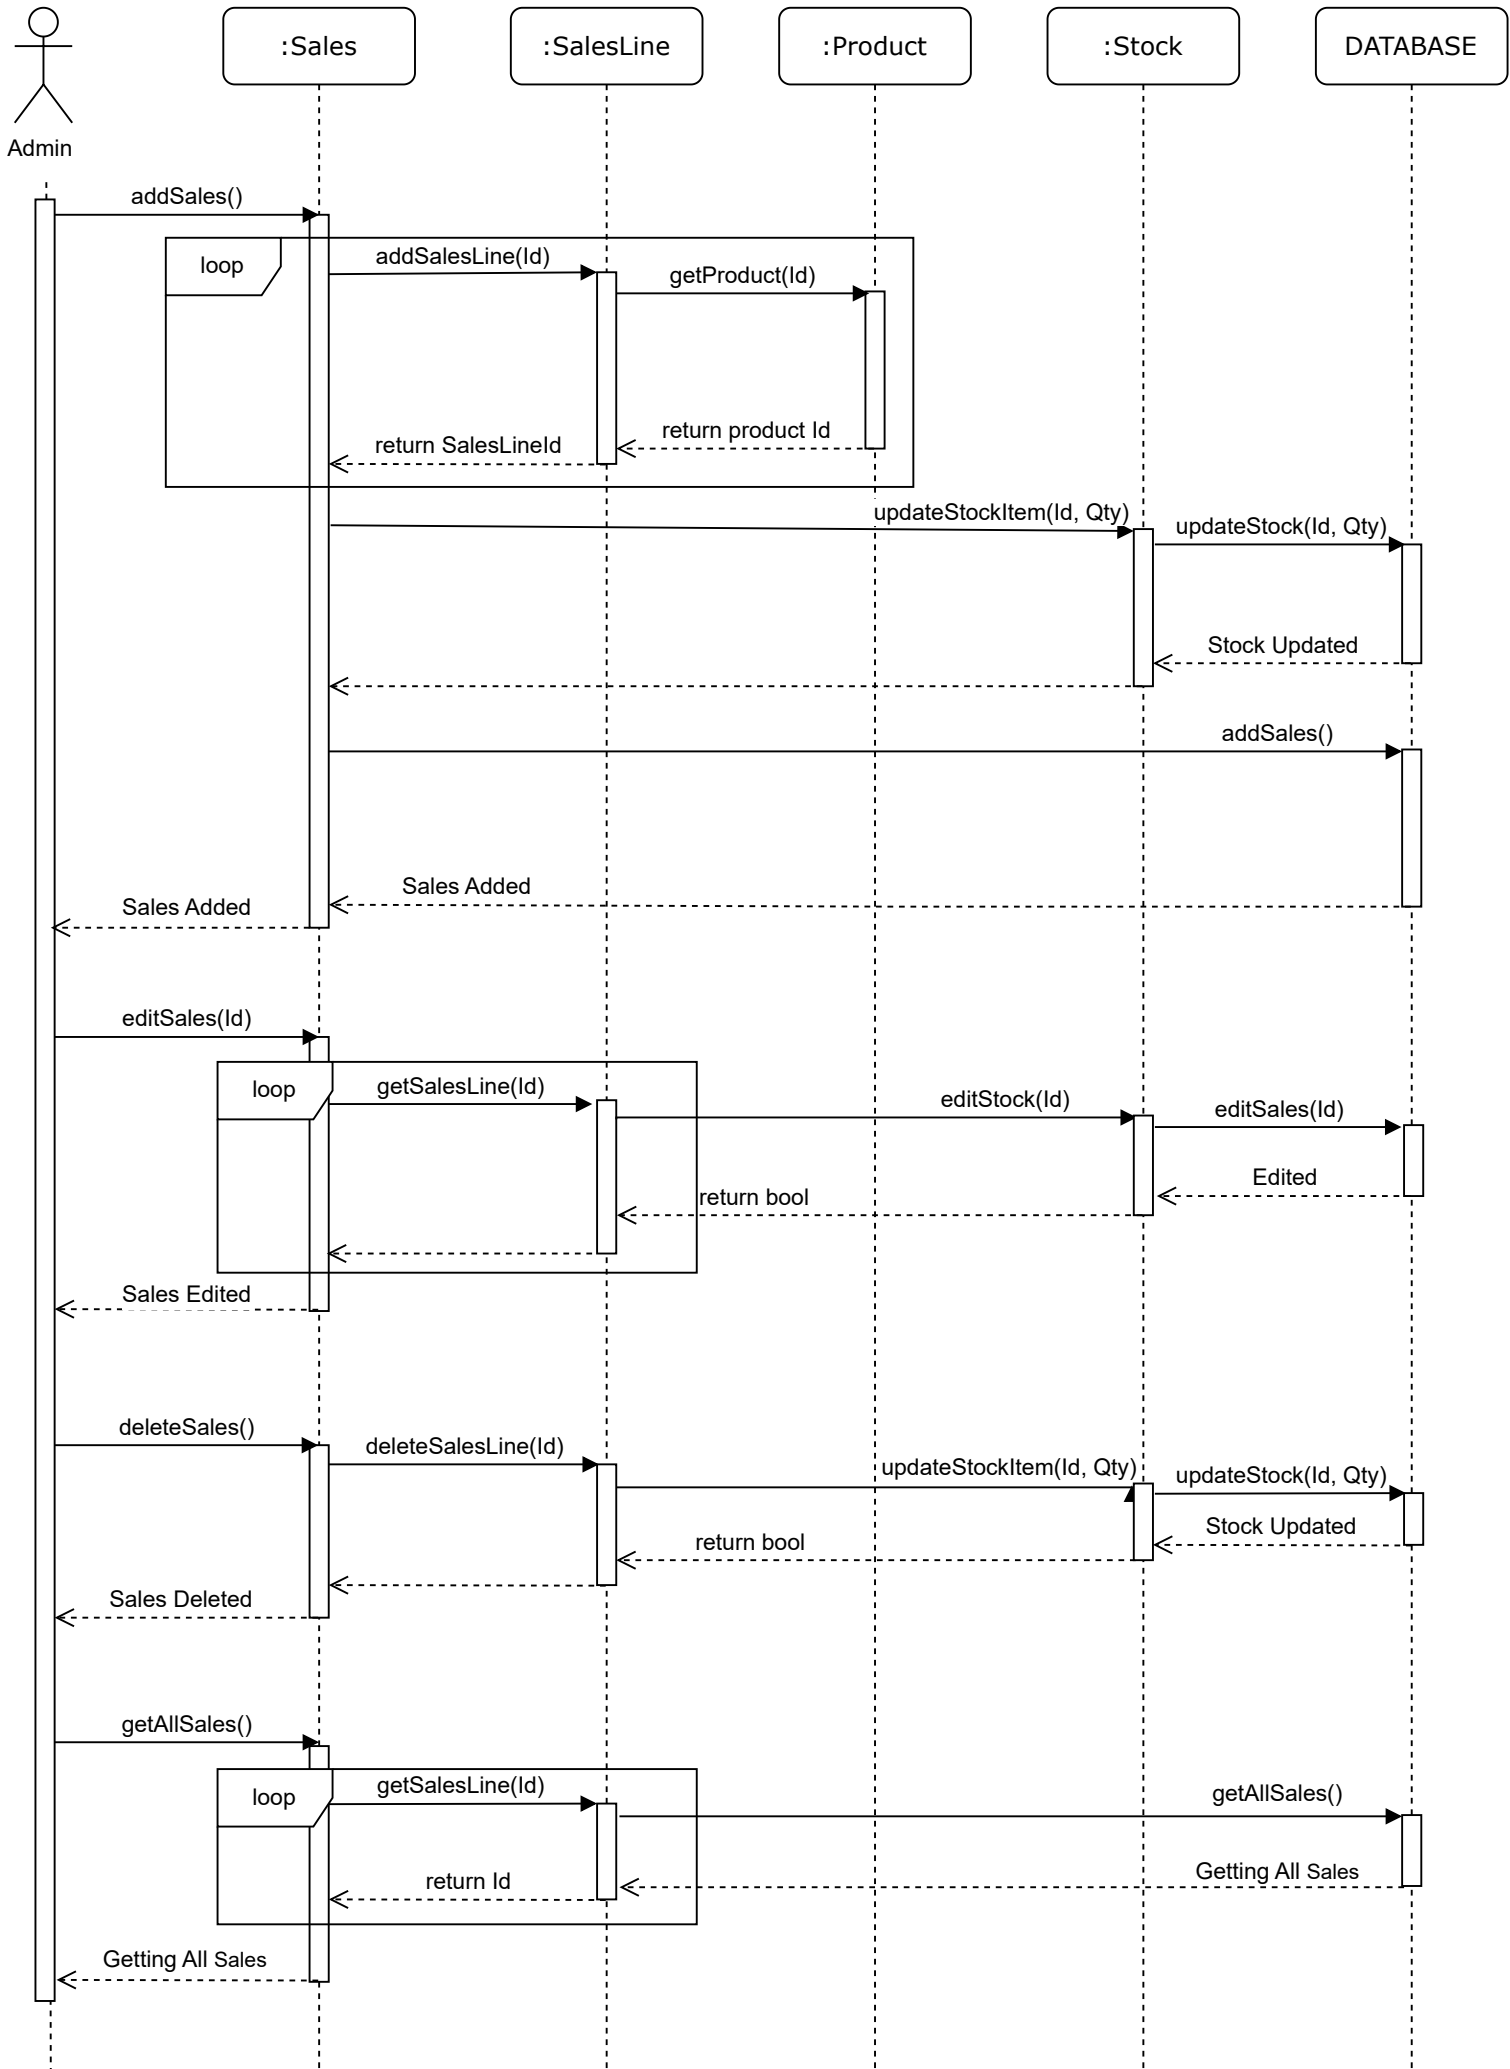 :Sales
:SalesLine
:Product
:Stock
DATABASE
Admin
addSales()
loop
addSalesLine(Id)
getProduct(Id)
return product Id
return SalesLineId
updateStockItem(Id, Qty)
updateStock(Id, Qty)
Stock Updated
addSales()
Sales Added
Sales Added
editSales(Id)
loop
getSalesLine(Id)
editStock(Id)
editSales(Id)
Edited
return bool
Sales Edited
deleteSales()
deleteSalesLine(Id)
updateStockItem(Id, Qty)
updateStock(Id, Qty)
Stock Updated
return bool
Sales Deleted
getAllSales()
loop
getSalesLine(Id)
getAllSales()
Getting All Sales
return Id
Getting All Sales